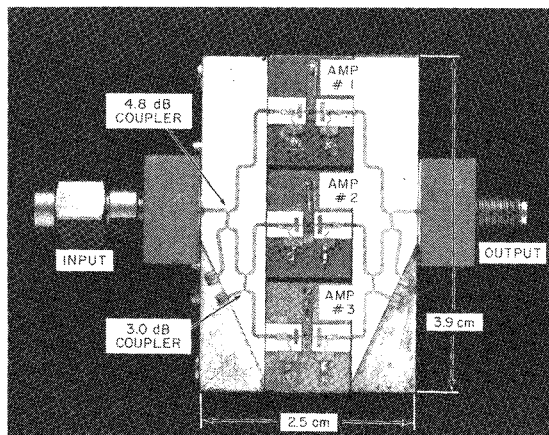 AMP
# 1
4.8 dB
COUPLER
AMP
#2
INPUT
OUTPUT
AMP
#3
3.0 dB
COUPLER
3.9 cm
2.5 cm